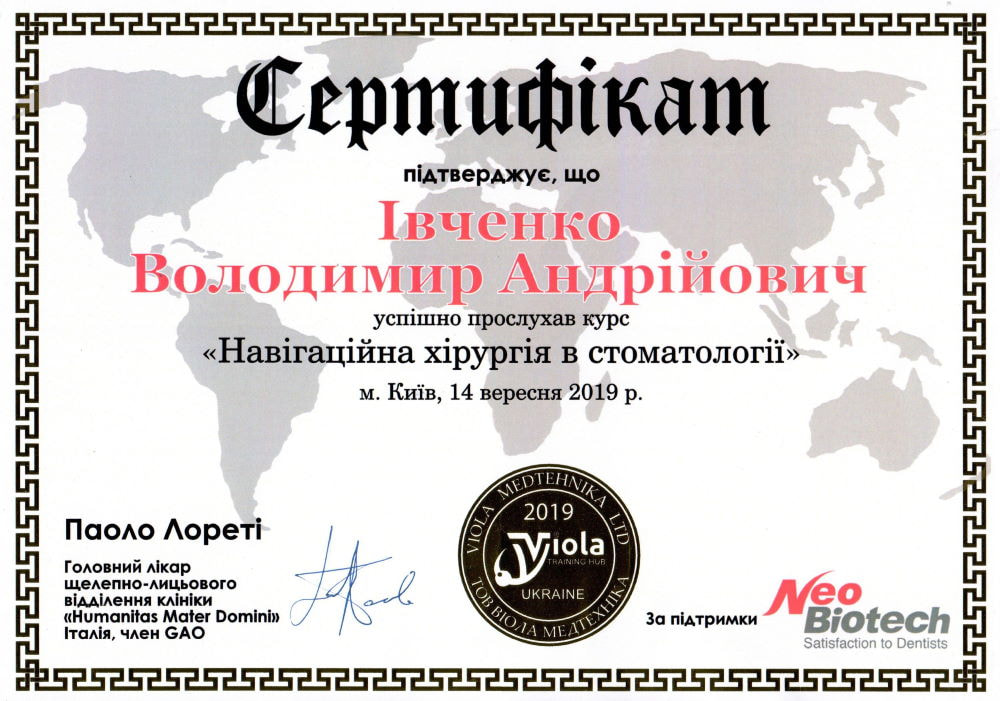 Сертифікат
підтверджує, що
Івченко
Володимир Андрійович
успішно прослухав курс
«Навігаційна хірургія в стоматології»
м. Київ, 14 вересня 2019 р.
Паоло Лореті
Головний лікар
щелепно-лицьового
відділення клініки
«Humanitas Mater Domini»
Італія, член GAO
VIOLA MEDTEHNIKA LTD
2019
Viola
TRAINING HUB
UKRAINE
ТОВ ВІОЛА МЕДТЕХНІКА
За підтримки
Neo
Biotech
Satisfaction to Dentists